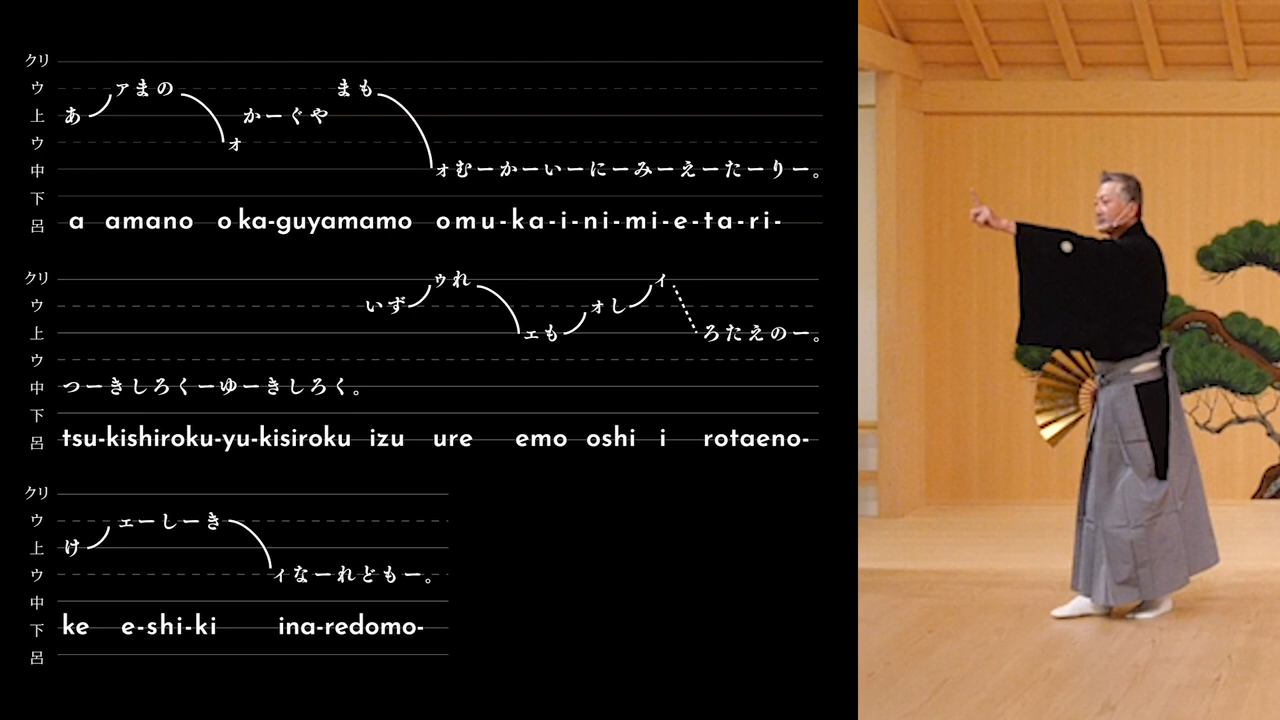 クリ
ウ ァまの まも
上 あ かーぐや
ウ ォ
中 ォむーかーいーにーみーえーたーりー。
下
呂 a amano o ka-guyamamo omu-ka-i-ni-mi-e-ta-ri-
クリ ゥれ イ
ウ いず ォし
上 ェも ろたえのー。
ウ
中 つーきしろくーゆーきしろく。
下
呂 tsu-kishiroku-yu-kisiroku izu ure emo oshi i rotaeno-
クリ
ウ ェーしーき
上 け
ウ ィなーれどもー。
中
下 ke e-shi-ki ina-redomo-
呂